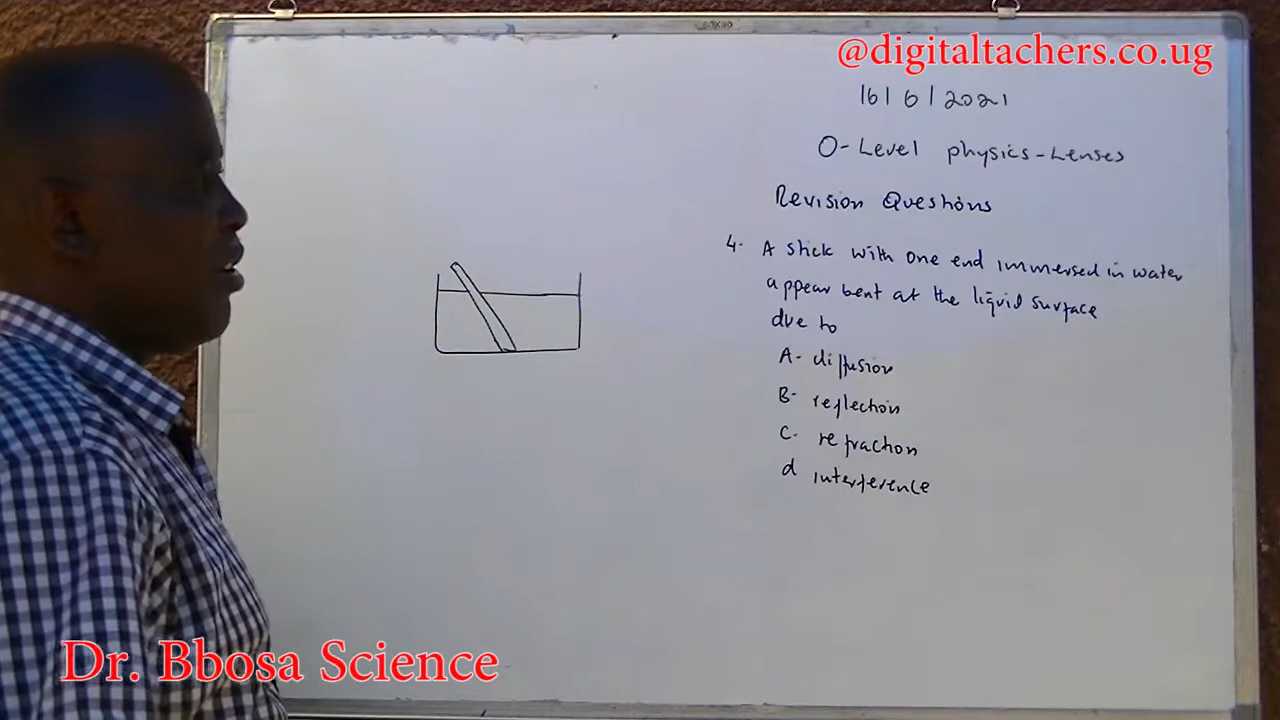 @digitaltachers.co.ug
16/6/2021
O-Level physics-Lenses
Revision Questions
4. A stick with one end immersed in water
appear bent at the liquid surface
due to
A- diffusion
B- reflection
C- refraction
d interference
Dr. Bbosa Science